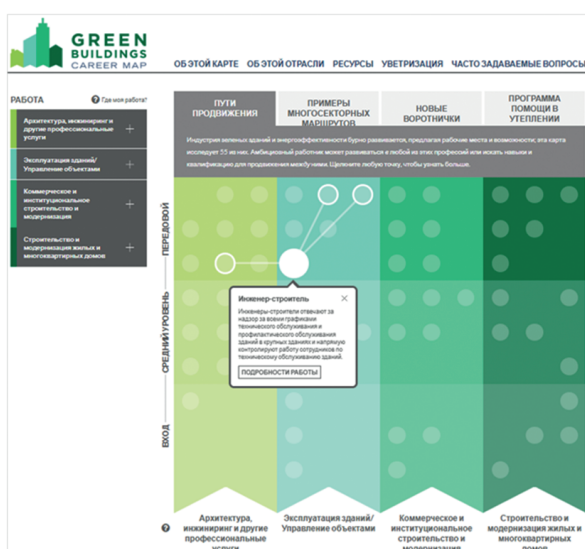 GREEN
BUILDINGS
CAREER MAP
ОБ ЭТОЙ КАРТЕ ОБ ЭТОЙ ОТРАСЛИ РЕСУРСЫ УВЕТРИЗАЦИЯ ЧАСТО ЗАДАВАЕМЫЕ ВОПРОСЫ
РАБОТА
Где моя работа?
Архитектура, инжиниринг и
другие профессиональные
услуги
Эксплуатация зданий/
Управление объектами
Коммерческое и
институциональное
строительство и
модернизация
Строительство и
модернизация жилых и
многоквартирных домов
ПУТИ
ПРОДВИЖЕНИЯ
ПРИМЕРЫ
МНОГОСЕКТОРНЫХ
МАРШРУТОВ
НОВЫЕ
ВОРОТНИЧКИ
ПРОГРАММА
ПОМОЩИ В
УТЕПЛЕНИИ
Индустрия зеленых зданий и энергоэффективности бурно развивается, предлагая рабочие места и возможности; эта карта
исследует 55 из них. Амбициозный работник может развиваться в любой из этих профессий или искать навыки и
квалификацию для продвижения между ними. Щелкните любую точку, чтобы узнать больше.
ПЕРЕДОВОЙ
СРЕДНИЙ УРОВЕНЬ
ВХОД
Инженер-строитель
Инженеры-строители отвечают за
надзор за всеми графиками
технического обслуживания и
профилактического обслуживания
зданий в крупных зданиях и напрямую
контролируют работу сотрудников по
техническому обслуживанию зданий.
ПОДРОБНОСТИ РАБОТЫ
Архитектура,
инжиниринг и другие
профессиональные
услуги
Эксплуатация зданий/
Управление объектами
Коммерческое и
институциональное
строительство и
модернизация
Строительство и
модернизация жилых и
многоквартирных
домов